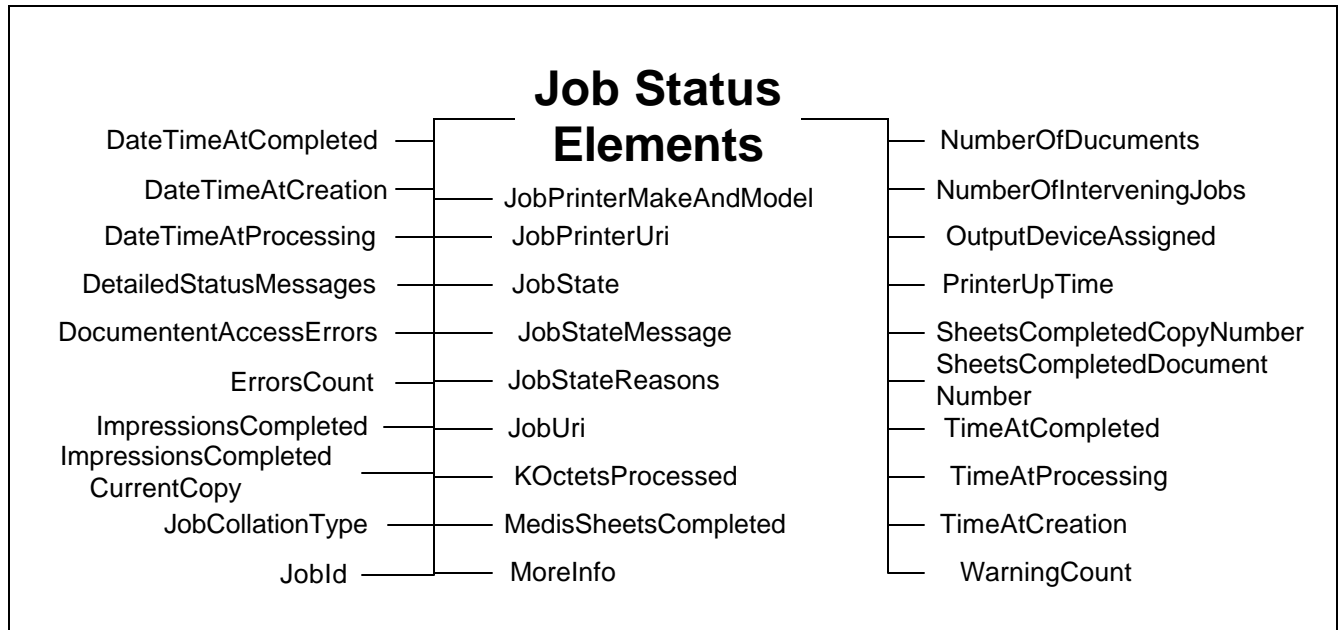 Job Status
Elements
DateTimeAtCompleted
DateTimeAtCreation
DateTimeAtProcessing
DetailedStatusMessages
DocumententAccessErrors
ErrorsCount
ImpressionsCompleted
ImpressionsCompleted
CurrentCopy
JobCollationType
JobId
JobPrinterMakeAndModel
JobPrinterUri
JobState
JobStateMessage
JobStateReasons
JobUri
KOctetsProcessed
MedisSheetsCompleted
MoreInfo
NumberOfDucuments
NumberOfInterveningJobs
OutputDeviceAssigned
PrinterUpTime
SheetsCompletedCopyNumber
SheetsCompletedDocument
Number
TimeAtCompleted
TimeAtProcessing
TimeAtCreation
WarningCount